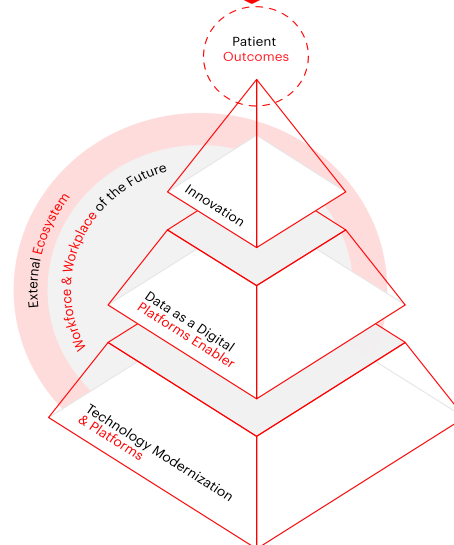 Patient
Outcomes
External Ecosystem
Workforce & Workplace of the Future
Innovation
Data as a Digital
Platforms Enabler
Technology Modernization
& Platforms